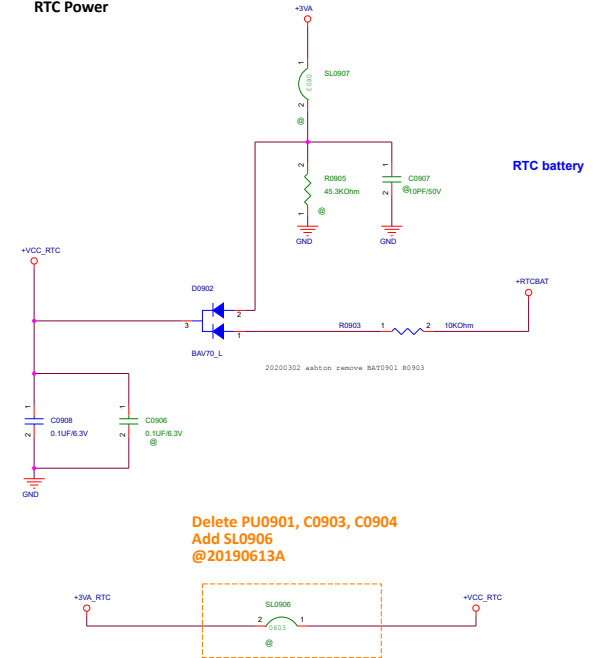 RTC Power
+3VA
1
SL0907
0603
2
@
RTC battery
2
R0905
45.3KOhm
1
@
GND
1
C0907
2
@
10PF/50V
GND
+VCC_RTC
D0902
+RTCBAT
3
2
1
BAV70_L
R0903
1
2
10KOhm
20200302 ashton remove BAT0901 R0903
1
C0908
2
0.1UF/6.3V
1
C0906
2
0.1UF/6.3V
@
GND
Delete PU0901, C0903, C0904
Add SL0906
@20190613A
+3VA_RTC
SL0906
+VCC_RTC
2
1
0603
@